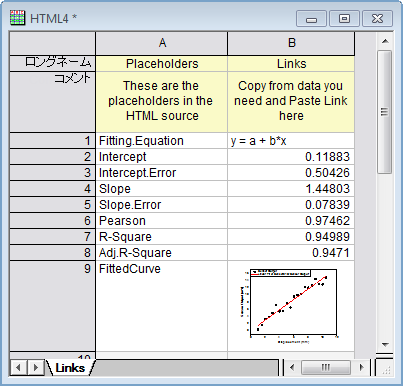 HTML4 *
A B
ロングネーム Placeholders Links
コメント These are the placeholders in the HTML source Copy from data you need and Paste Link here
1 Fitting.Equation y = a + b*x
2 Intercept 0.11883
3 Intercept.Error 0.50426
4 Slope 1.44803
5 Slope.Error 0.07839
6 Pearson 0.97462
7 R-Square 0.94989
8 Adj.R-Square 0.9471
9 FittedCurve
10
Links